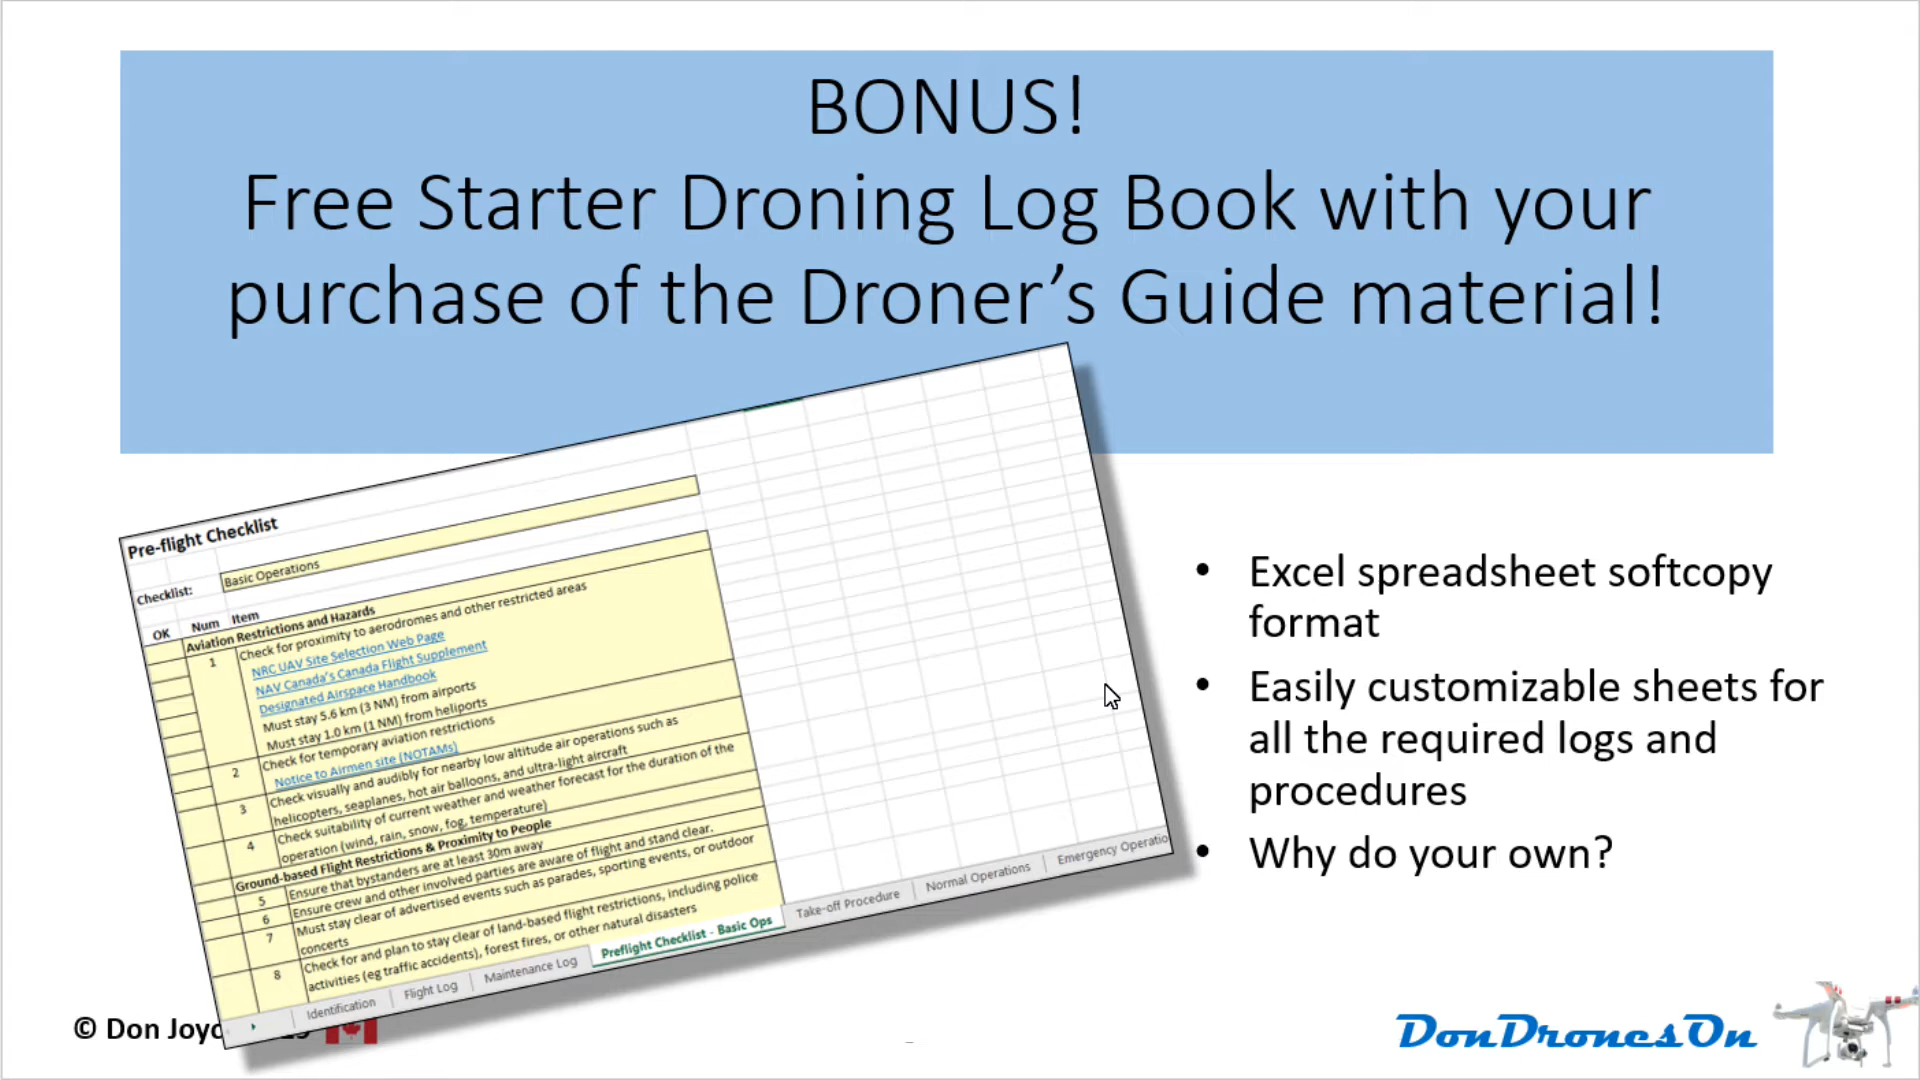 BONUS!
Free Starter Droning Log Book with your
purchase of the Droner’s Guide material!
Pre-flight Checklist
Checklist: Basic Operations
OK Num Item
Aviation Restrictions and Hazards
1 Check for proximity to aerodromes and other restricted areas
NRC UAV Site Selection Web Page
NAV Canada's Canada Flight Supplement
Designated Airspace Handbook
Must stay 5.6 km (3 NM) from airports
Must stay 1.0 km (1 NM) from heliports
2 Check for temporary aviation restrictions
Notice to Airmen site (NOTAMs)
3 Check visually and audibly for nearby low altitude air operations such as
helicopters, seaplanes, hot air balloons, and ultra-light aircraft
4 Check suitability of current weather and weather forecast for the duration of the
operation (wind, rain, snow, fog, temperature)
Ground-based Flight Restrictions & Proximity to People
5 Ensure that bystanders are at least 30m away
6 Ensure crew and other involved parties are aware of flight and stand clear.
7 Must stay clear of advertised events such as parades, sporting events, or outdoor
concerts
8 Check for and plan to stay clear of land-based flight restrictions, including police
activities (eg traffic accidents), forest fires, or other natural disasters
Identification Flight Log Maintenance Log Preflight Checklist - Basic Ops Take-off Procedure Normal Operations Emergency Operatio
• Excel spreadsheet softcopy
format
• Easily customizable sheets for
all the required logs and
procedures
• Why do your own?
© Don Joyc
DonDronesOn